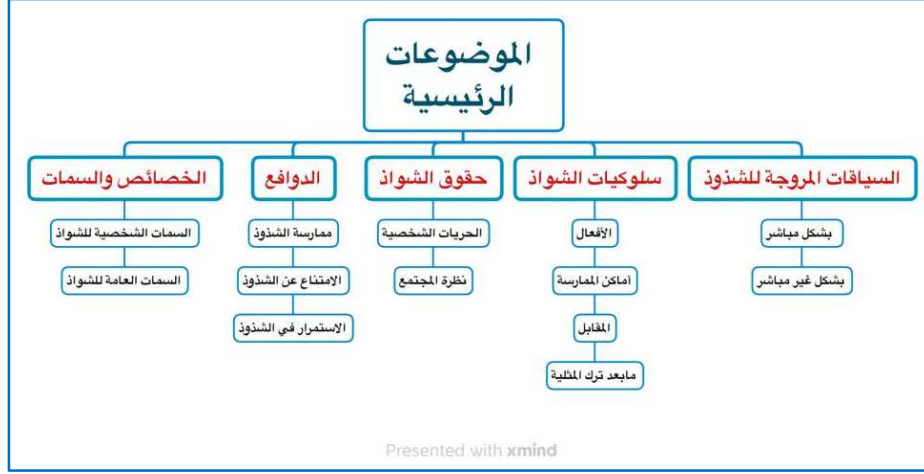 الموضوعات
الرئيسية
السياقات المروجة للشذوذ
بشكل مباشر
بشكل غير مباشر
سلوكيات الشواذ
الأفعال
أماكن الممارسة
المقابل
مابعد ترك المثلية
حقوق الشواذ
الحريات الشخصية
نظرة المجتمع
الدوافع
ممارسة الشذوذ
الامتناع عن الشذوذ
الاستمرار في الشذوذ
الخصائص والسمات
السمات الشخصية للشواذ
السمات العامة للشواذ
Presented with xmind